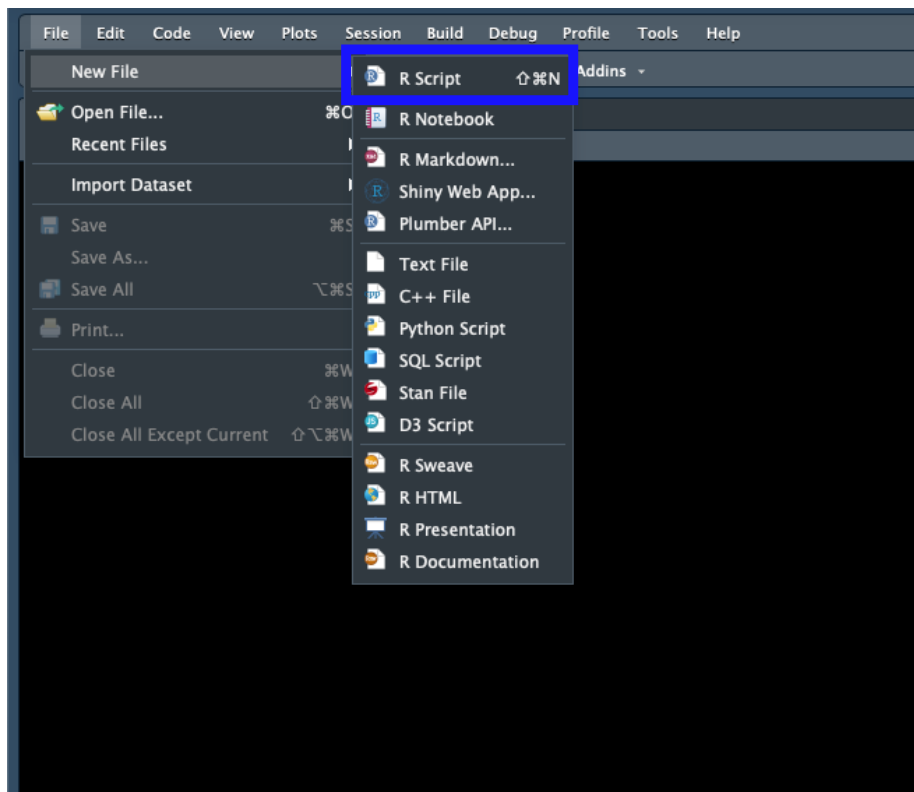 File Edit Code View Plots Session Build Debug Profile Tools Help
New File
R Script ⇧⌘N
Addins
Open File... ⌘O
R Notebook
Recent Files
R Markdown...
Import Dataset
Shiny Web App...
Save ⌘S
Plumber API...
Save As...
Text File
Save All ⌥⌘S
C++ File
Print...
Python Script
SQL Script
Close ⌘W
Stan File
Close All ⇧⌘W
D3 Script
Close All Except Current ⇧⌥⌘W
R Sweave
R HTML
R Presentation
R Documentation